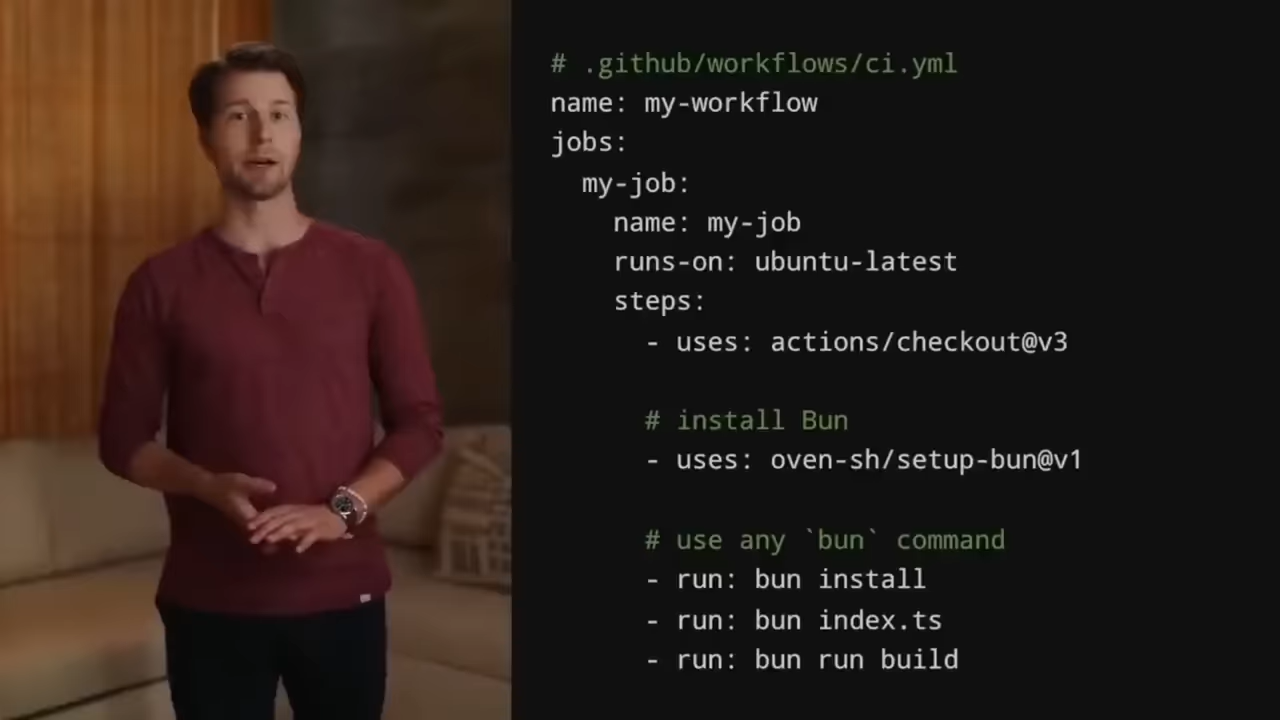 # .github/workflows/ci.yml
name: my-workflow
jobs:
  my-job:
    name: my-job
    runs-on: ubuntu-latest
    steps:
      - uses: actions/checkout@v3

      # install Bun
      - uses: oven-sh/setup-bun@v1

      # use any `bun` command
      - run: bun install
      - run: bun index.ts
      - run: bun run build